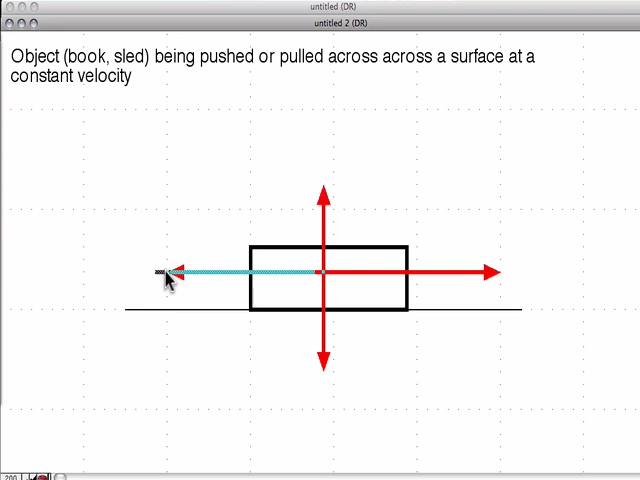 untitled (DR)
untitled 2 (DR)
Object (book, sled) being pushed or pulled across across a surface at a
constant velocity
200